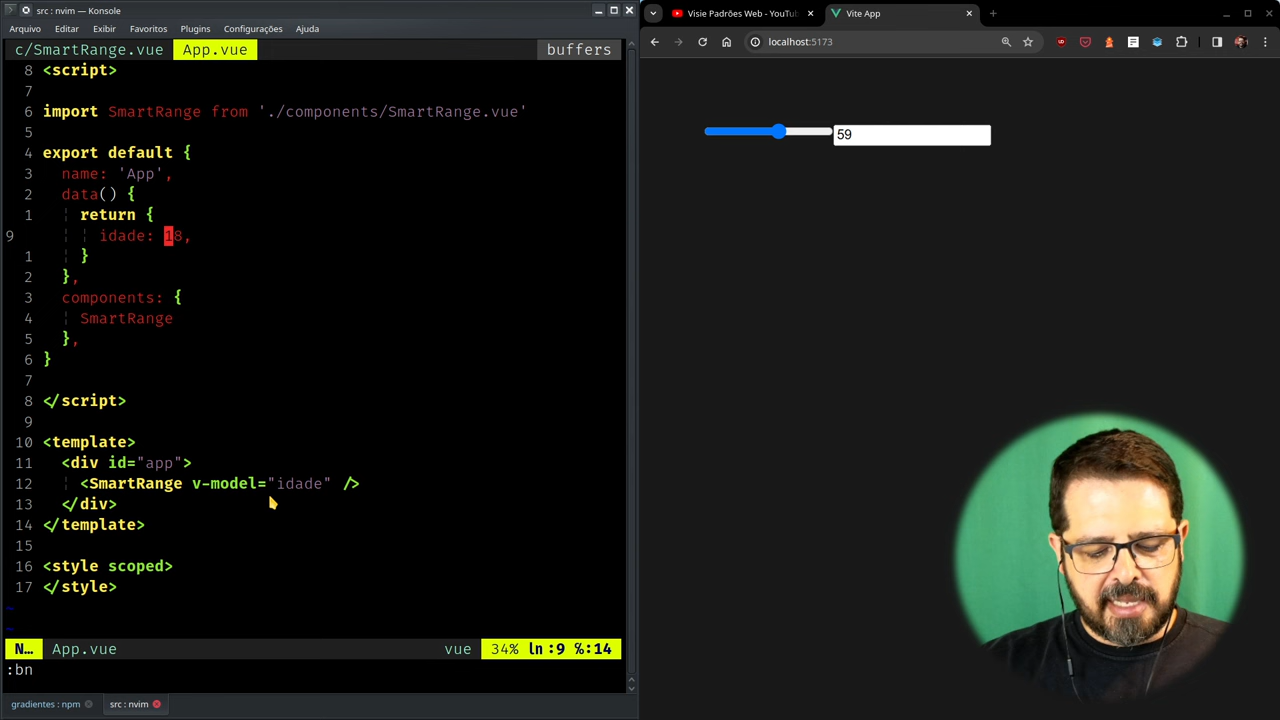 src : nvim — Konsole
Arquivo Editar Exibir Favoritos Plugins Configurações Ajuda
c/SmartRange.vue App.vue buffers
8 <script>
7
6 import SmartRange from './components/SmartRange.vue'
5
4 export default {
3 name: 'App',
2 data() {
1 return {
9 idade: 18,
1 }
2 },
3 components: {
4 SmartRange
5 },
6 }
7
8 </script>
9
10 <template>
11 <div id="app">
12 <SmartRange v-model="idade" />
13 </div>
14 </template>
15
16 <style scoped>
17 </style>
~
~
N… App.vue vue 34% ln :9 %:14
:bn
gradientes : npm src : nvim
Visie Padrões Web - YouTu Vite App
localhost:5173
59